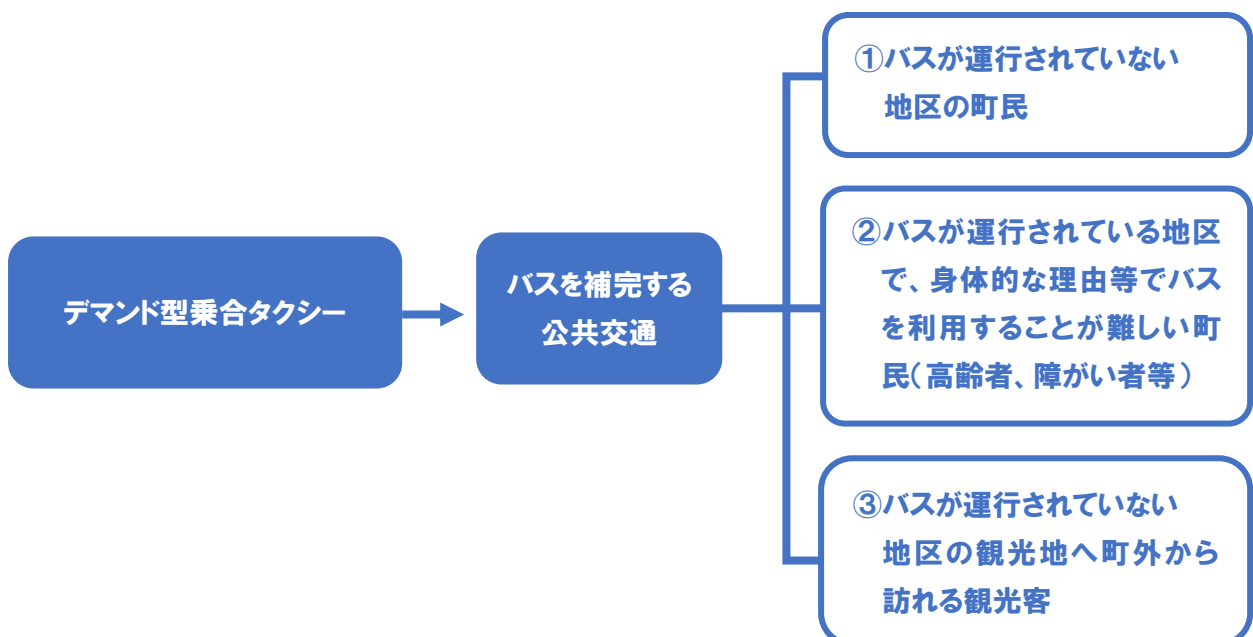 デマンド型乗合タクシー
バスを補完する
公共交通
①バスが運行されていない
地区の町民
②バスが運行されている地区
で、身体的な理由等でバス
を利用することが難しい町
民(高齢者、障がい者等)
③バスが運行されていない
地区の観光地へ町外から
訪れる観光客